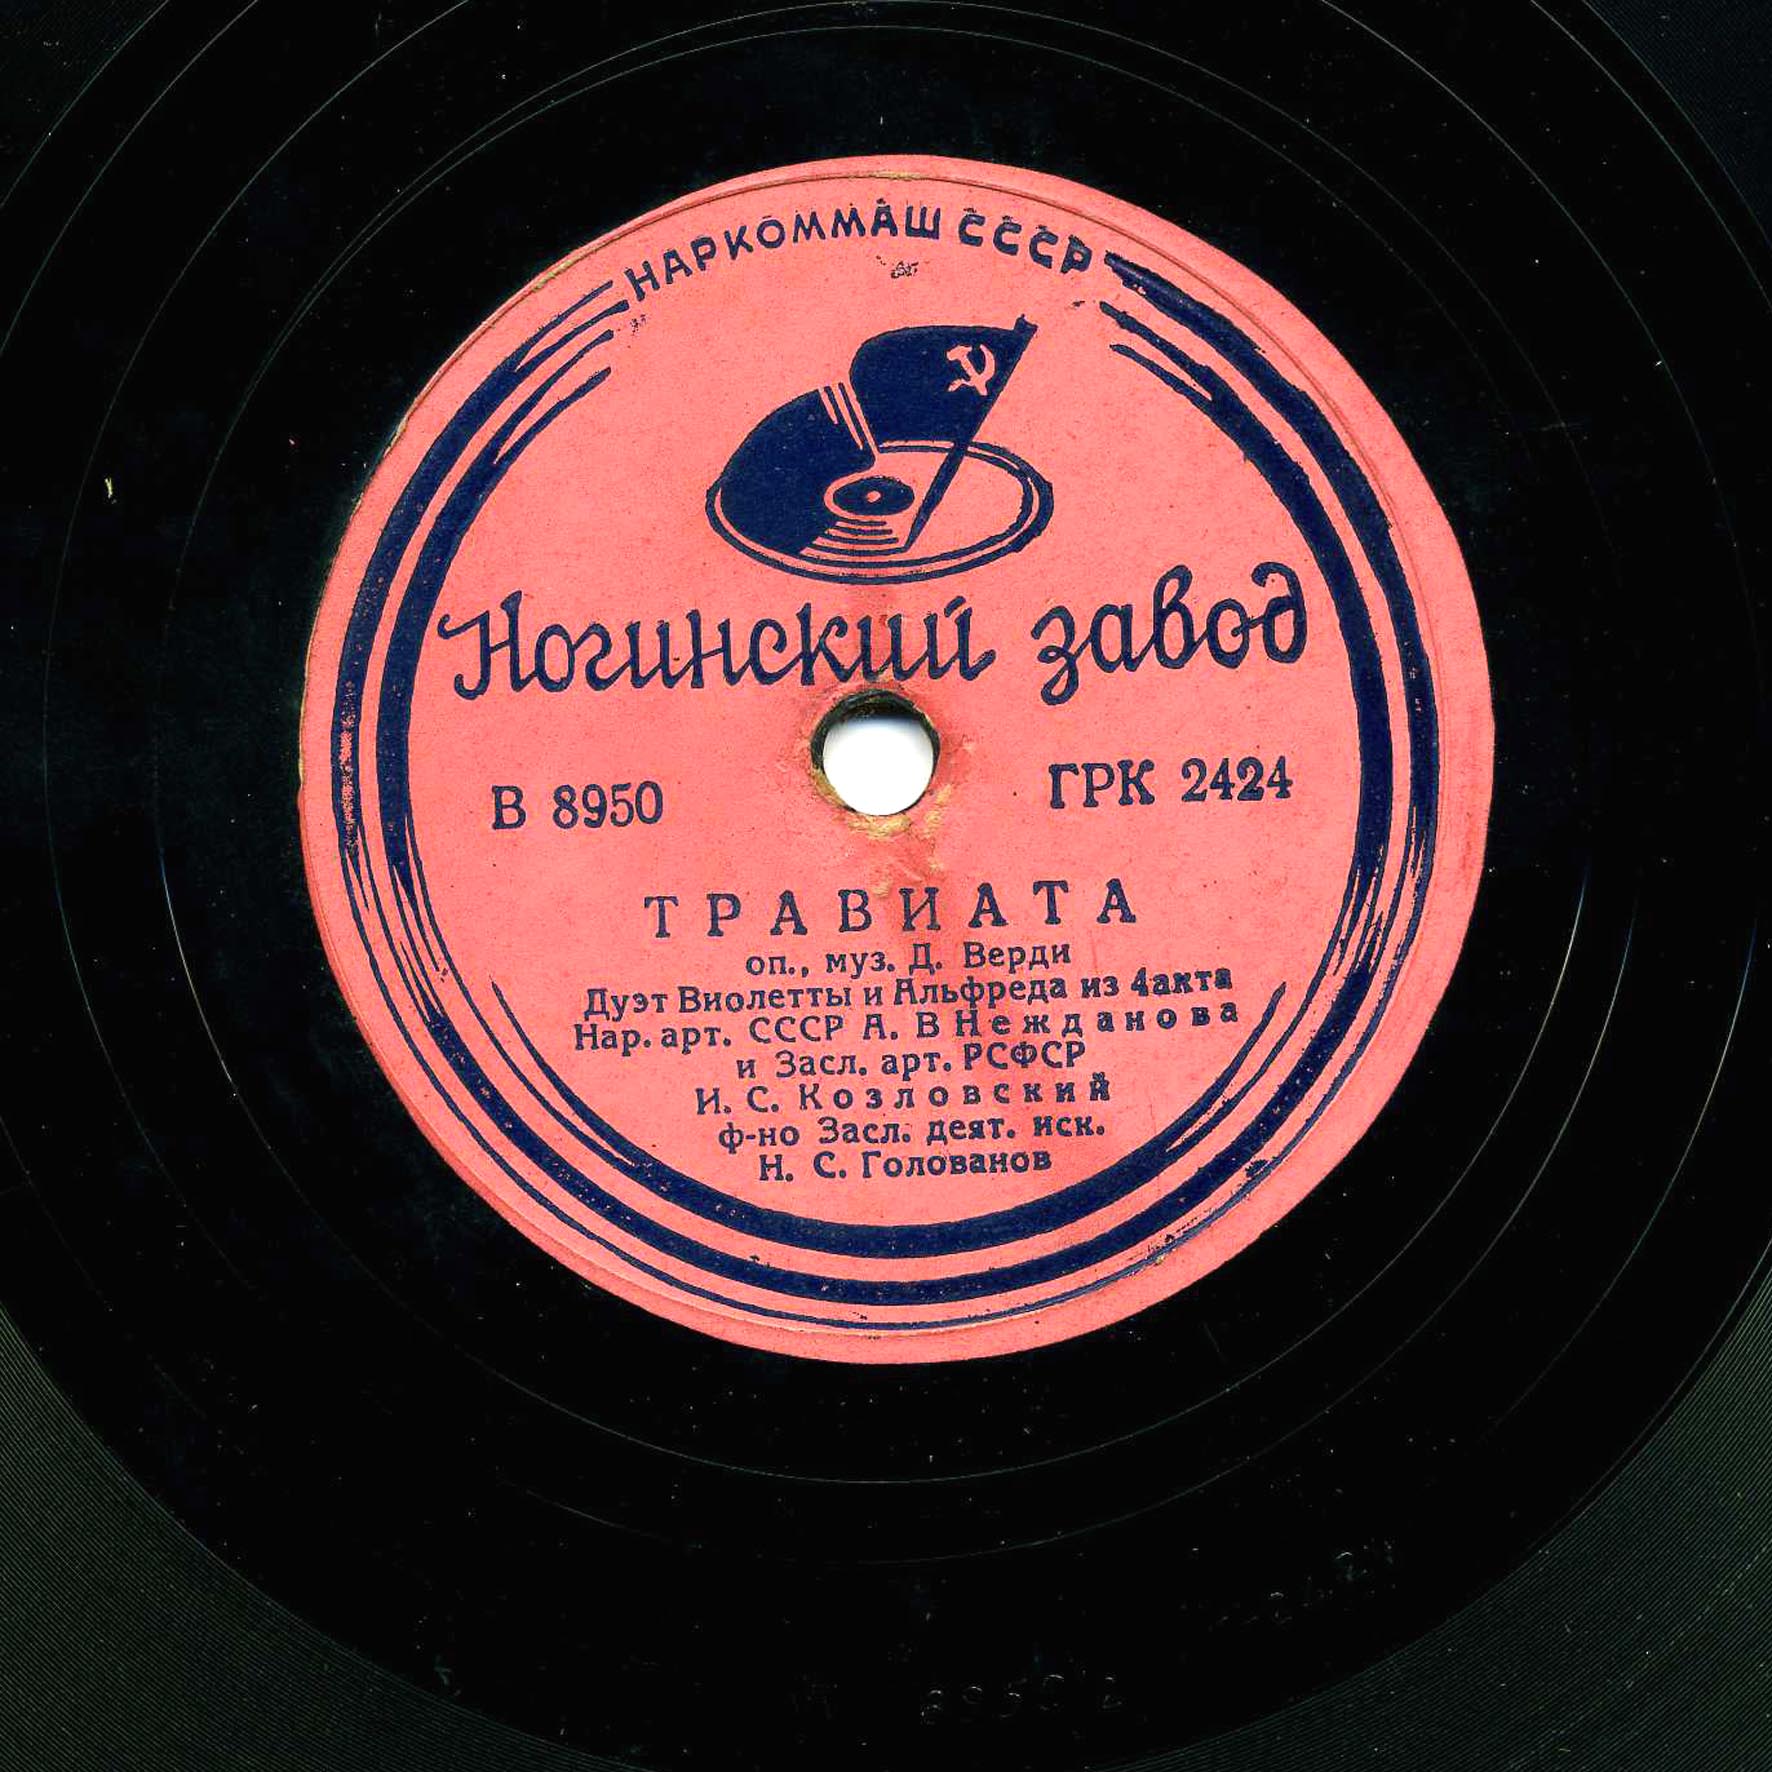 НАРКОММАШ СССР
Ногинский завод
В 8950
ГРК 2424
ТРАВИАТА
оп., муз. Д. Верди
Дуэт Виолетты и Альфреда из 4акта
Нар. арт. СССР А. В Нежданова
и Засл. арт. РСФСР
И. С. Козловский
ф-но Засл. деят. иск.
Н. С. Голованов